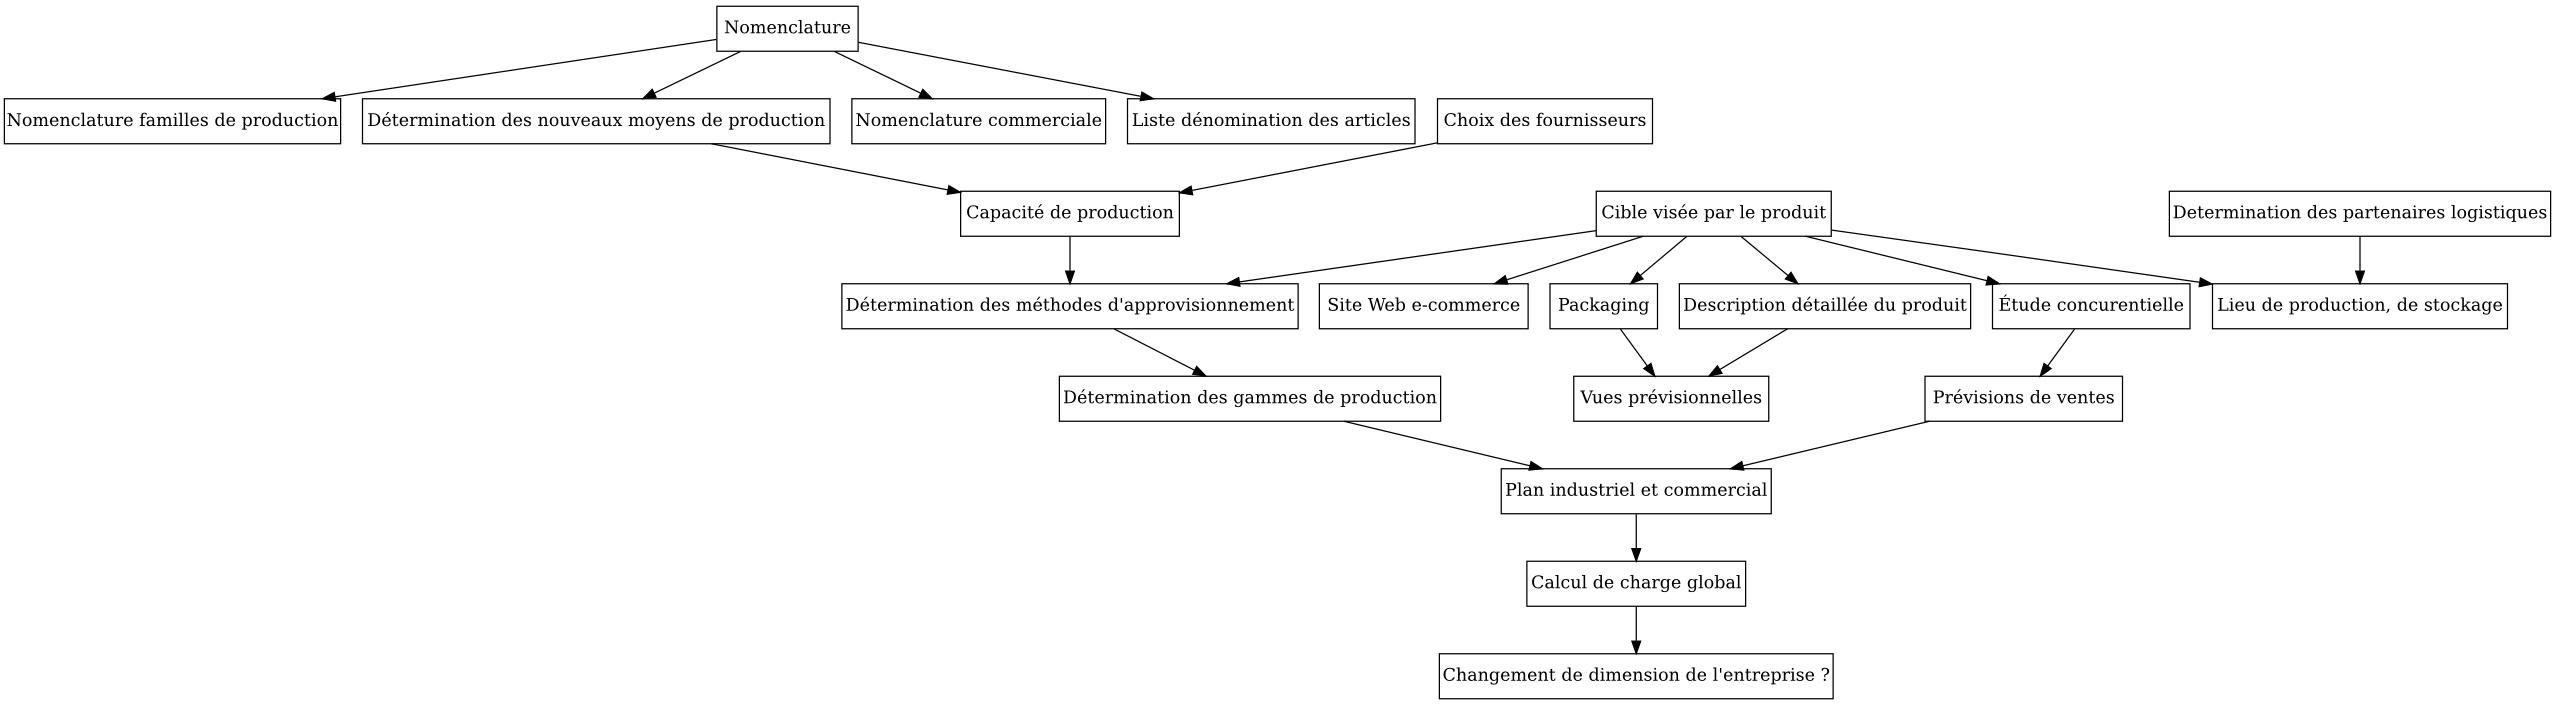 Nomenclature
Nomenclature familles de production
Détermination des nouveaux moyens de production
Nomenclature commerciale
Liste dénomination des articles
Choix des fournisseurs
Capacité de production
Cible visée par le produit
Determination des partenaires logistiques
Détermination des méthodes d'approvisionnement
Site Web e-commerce
Packaging
Description détaillée du produit
Étude concurentielle
Lieu de production, de stockage
Détermination des gammes de production
Vues prévisionnelles
Prévisions de ventes
Plan industriel et commercial
Calcul de charge global
Changement de dimension de l'entreprise ?